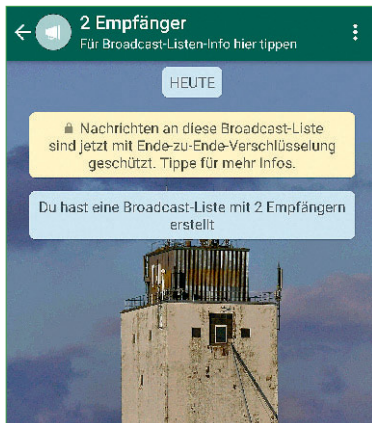 2 Empfänger
Für Broadcast-Listen-Info hier tippen
HEUTE
Nachrichten an diese Broadcast-Liste
sind jetzt mit Ende-zu-Ende-Verschlüsselung
geschützt. Tippe für mehr Infos.
Du hast eine Broadcast-Liste mit 2 Empfängern
erstellt